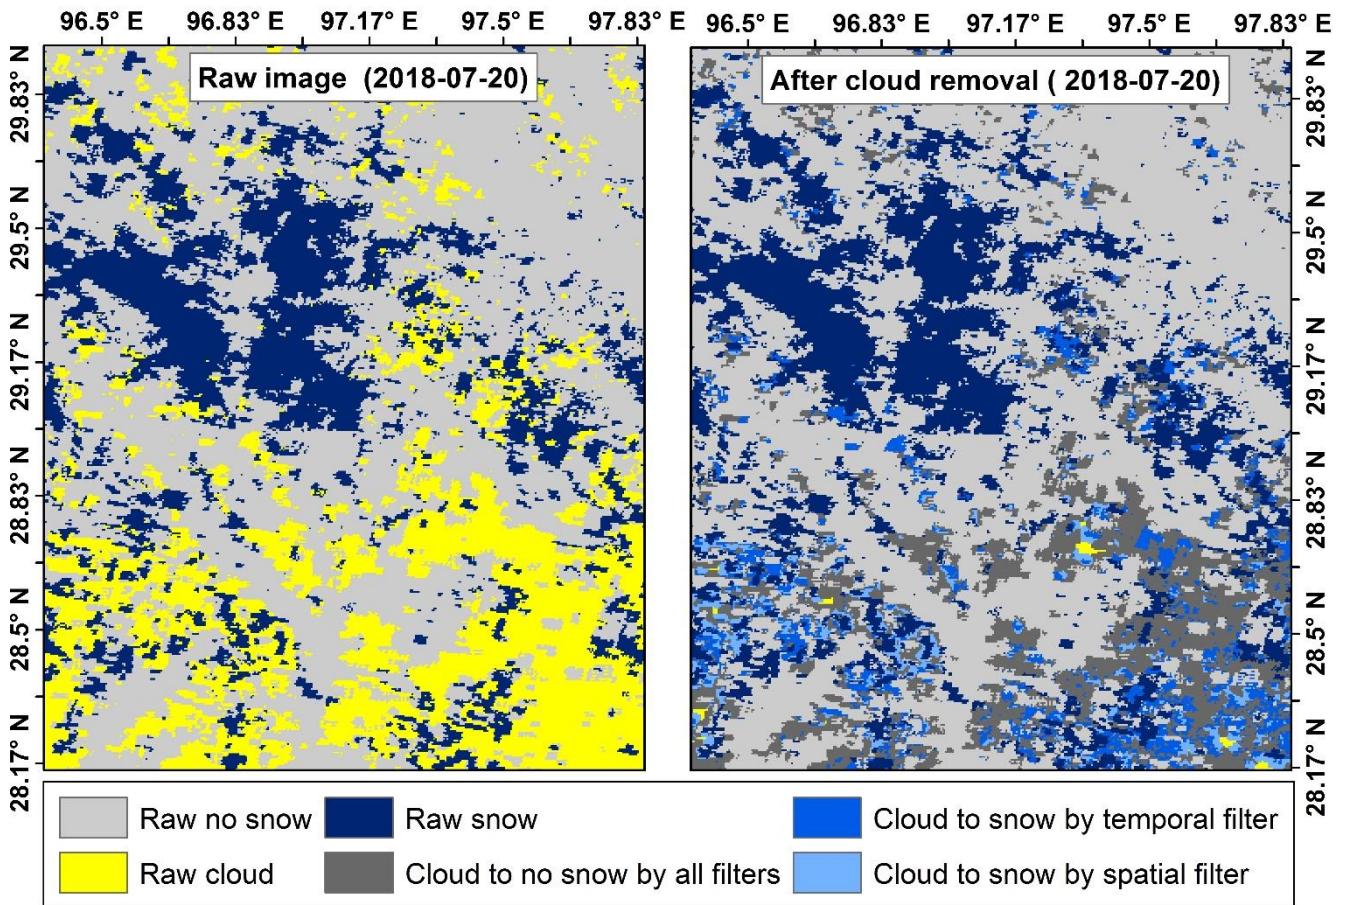 96.5° E 96.83° E 97.17° E 97.5° E 97.83° E
96.5° E 96.83° E 97.17° E 97.5° E 97.83° E
Raw image (2018-07-20)
After cloud removal ( 2018-07-20)
29.83° N
29.5° N
29.17° N
28.83° N
28.5° N
28.17° N
29.83° N
29.5° N
29.17° N
28.83° N
28.5° N
28.17° N
Raw no snow
Raw snow
Cloud to snow by temporal filter
Raw cloud
Cloud to no snow by all filters
Cloud to snow by spatial filter